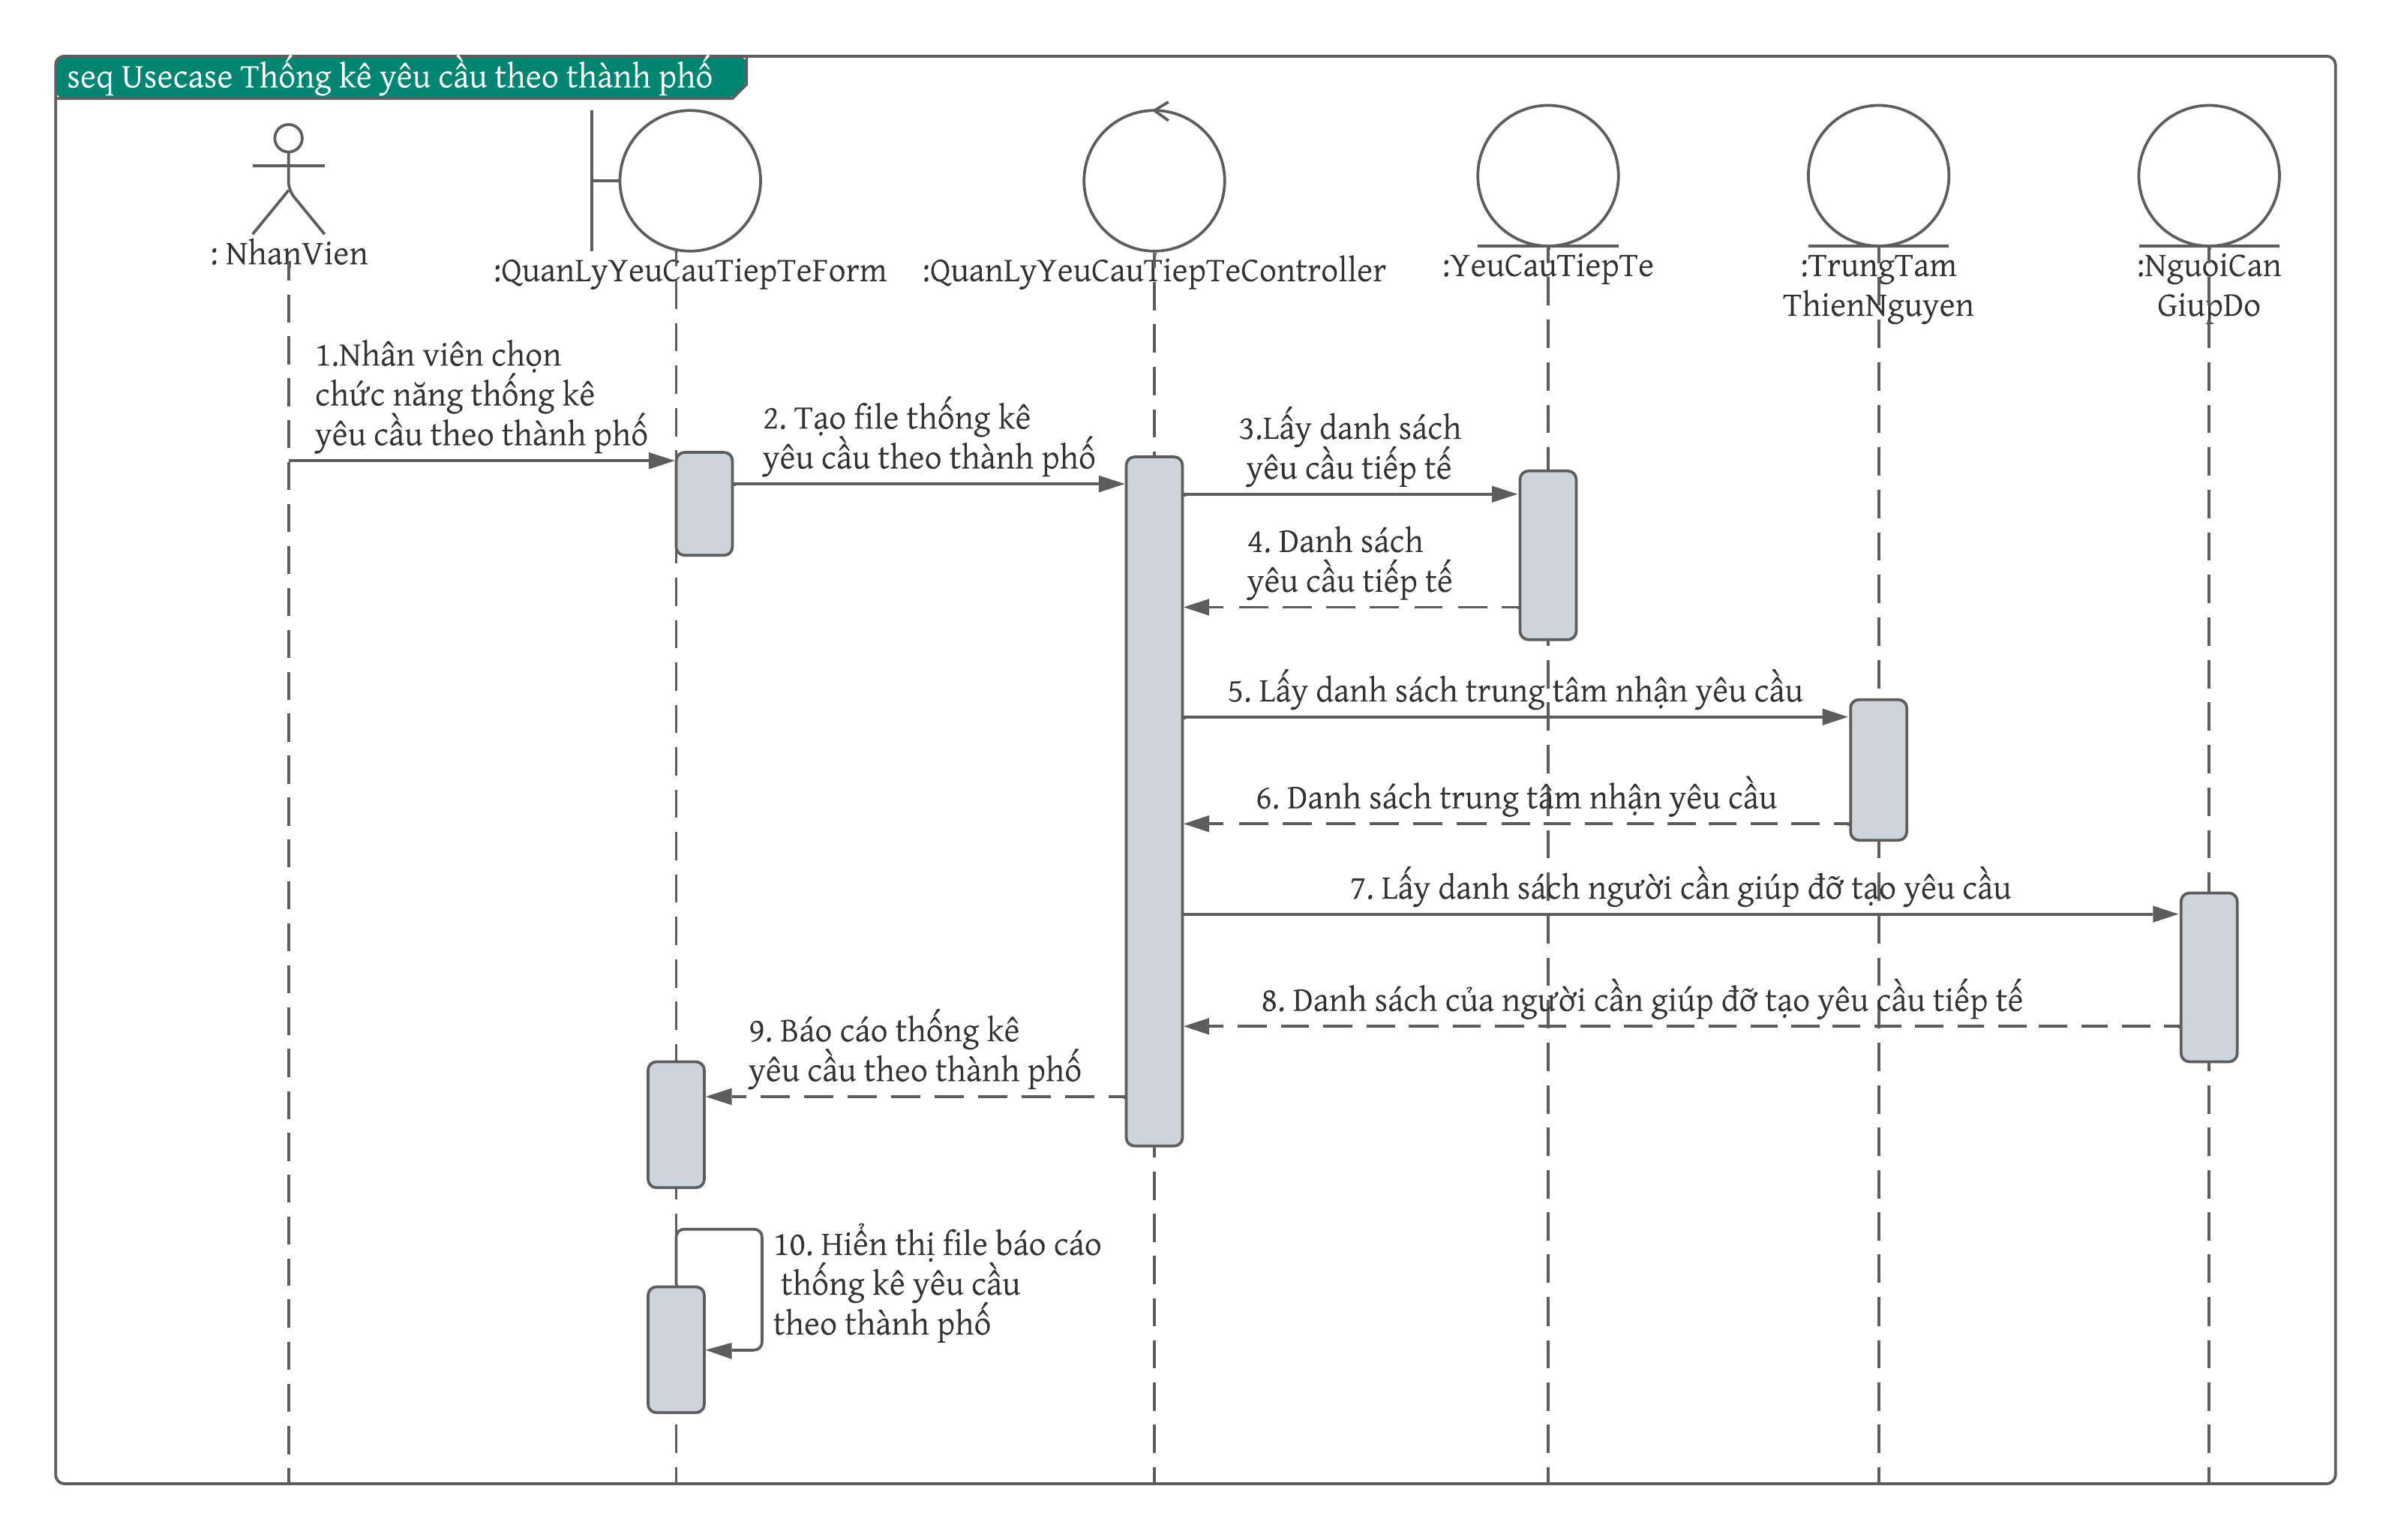 seq Usecase Thống kê yêu cầu theo thành phố
: NhanVien
:QuanLyYeuCauTiepTeForm
:QuanLyYeuCauTiepTeController
:YeuCauTiepTe
:TrungTam
ThienNguyen
:NguoiCan
GiupDo
1.Nhân viên chọn
chức năng thống kê
yêu cầu theo thành phố
2. Tạo file thống kê
yêu cầu theo thành phố
3.Lấy danh sách
yêu cầu tiếp tế
4. Danh sách
yêu cầu tiếp tế
5. Lấy danh sách trung tâm nhận yêu cầu
6. Danh sách trung tâm nhận yêu cầu
7. Lấy danh sách người cần giúp đỡ tạo yêu cầu
8. Danh sách của người cần giúp đỡ tạo yêu cầu tiếp tế
9. Báo cáo thống kê
yêu cầu theo thành phố
10. Hiển thị file báo cáo
thống kê yêu cầu
theo thành phố